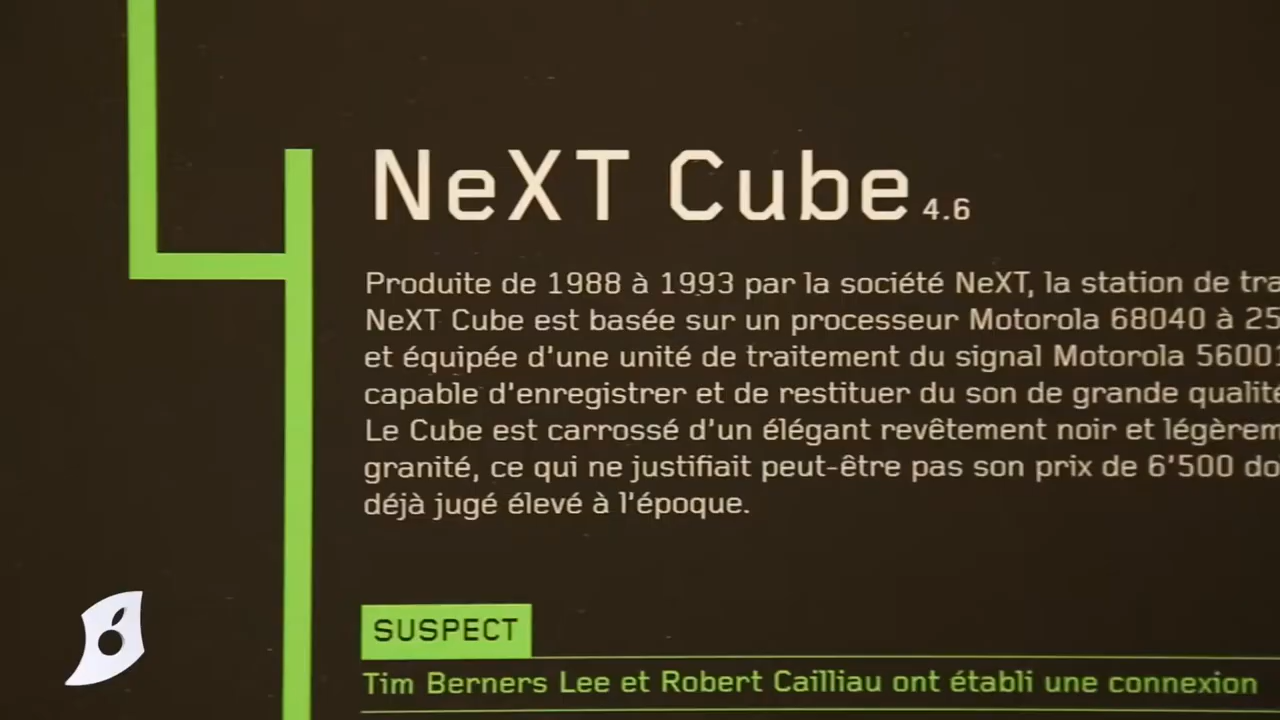 NeXT Cube 4.6
Produite de 1988 à 1993 par la société NeXT, la station de
NeXT Cube est basée sur un processeur Motorola 68040 à 25
et équipée d'une unité de traitement du signal Motorola
capable d'enregistrer et de restituer du son de grande qualité
Le Cube est carrossé d'un élégant revêtement noir et
granité, ce qui ne justifiait peut-être pas son prix de 6'500
déjà jugé élevé à l'époque.
SUSPECT
Tim Berners Lee et Robert Cailliau ont établi une connexion